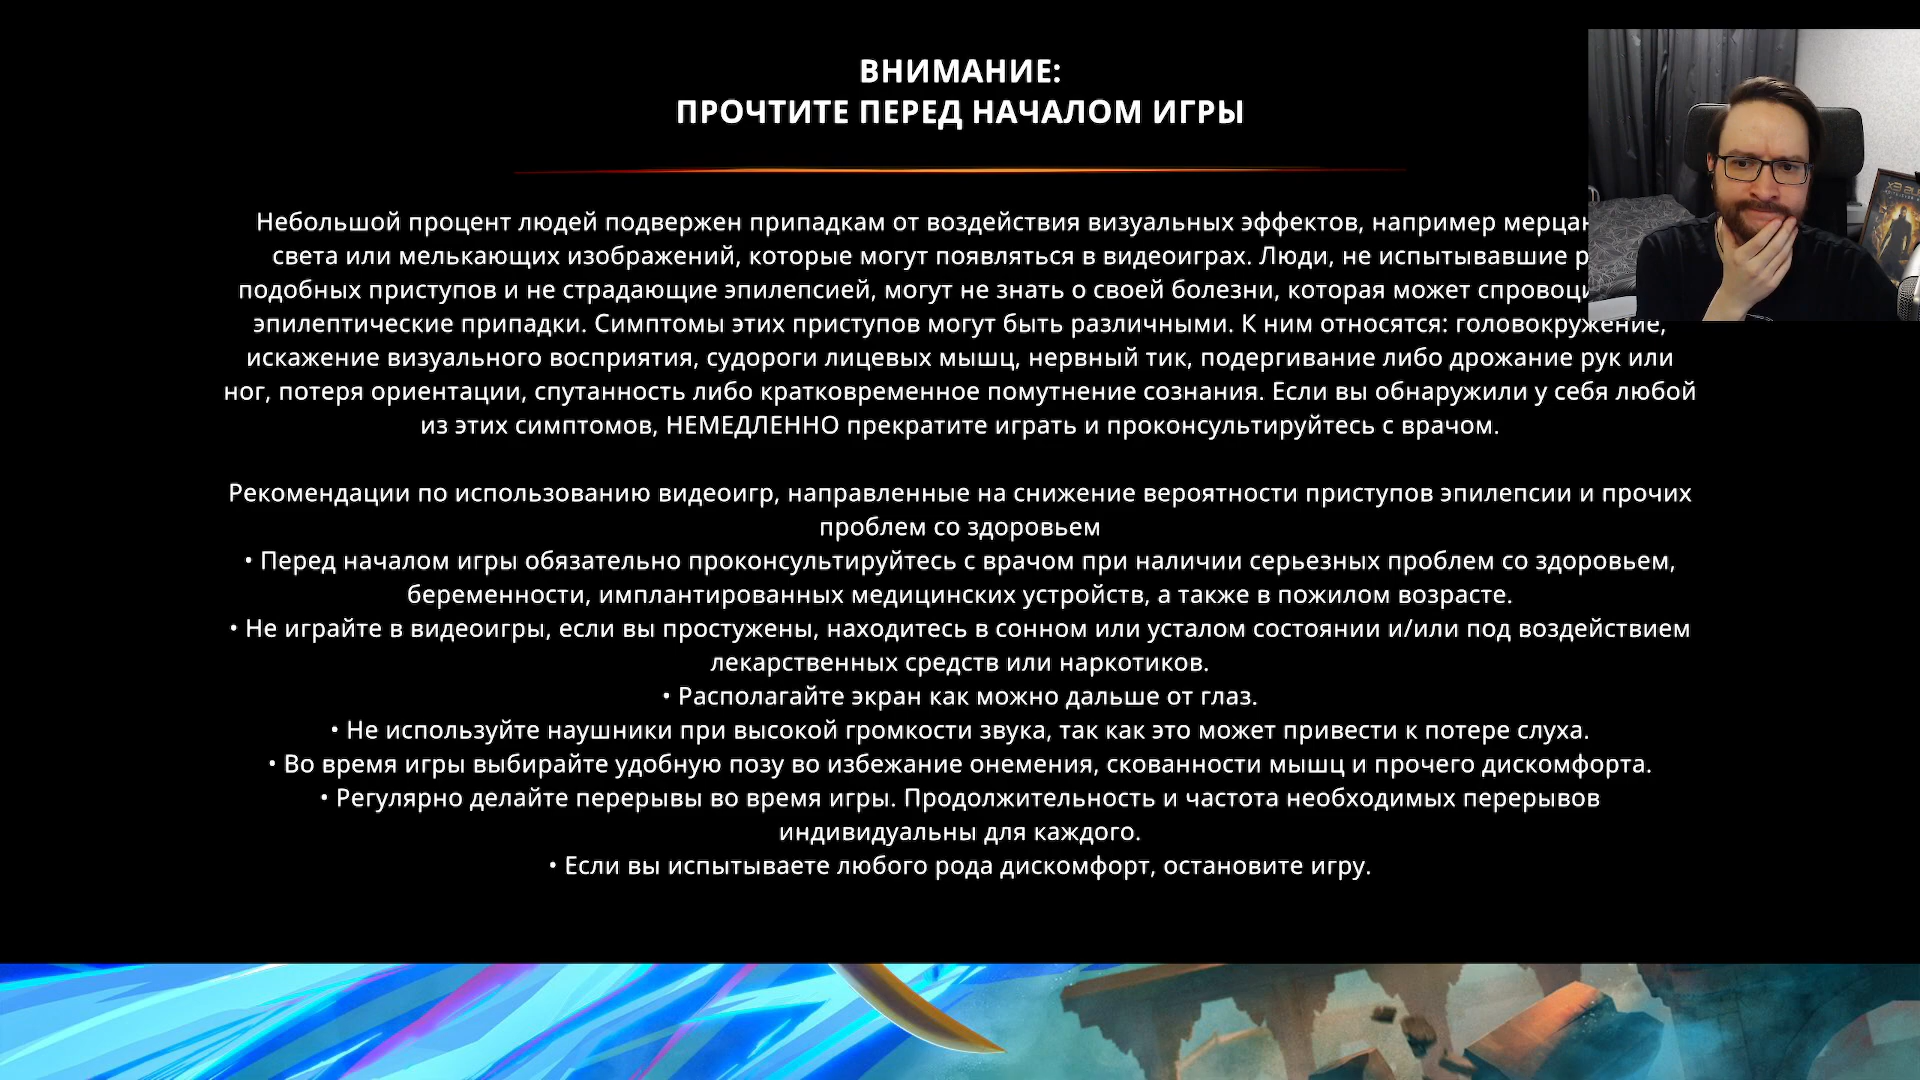 ВНИМАНИЕ:
ПРОЧТИТЕ ПЕРЕД НАЧАЛОМ ИГРЫ
Небольшой процент людей подвержен припадкам от воздействия визуальных эффектов, например
света или мелькающих изображений, которые могут появляться в видеоиграх. Люди, не испытывавшие
подобных приступов и не страдающие эпилепсией, могут не знать о своей болезни, которая может
эпилептические припадки. Симптомы этих приступов могут быть различными. К ним относятся: головокружение,
искажение визуального восприятия, судороги лицевых мышц, нервный тик, подергивание либо дрожание рук или
ног, потеря ориентации, спутанность либо кратковременное помутнение сознания. Если вы обнаружили у себя любой
из этих симптомов, НЕМЕДЛЕННО прекратите играть и проконсультируйтесь с врачом.
Рекомендации по использованию видеоигр, направленные на снижение вероятности приступов эпилепсии и прочих
проблем со здоровьем
• Перед началом игры обязательно проконсультируйтесь с врачом при наличии серьезных проблем со здоровьем,
беременности, имплантированных медицинских устройств, а также в пожилом возрасте.
• Не играйте в видеоигры, если вы простужены, находитесь в сонном или усталом состоянии и/или под воздействием
лекарственных средств или наркотиков.
• Располагайте экран как можно дальше от глаз.
• Не используйте наушники при высокой громкости звука, так как это может привести к потере слуха.
• Во время игры выбирайте удобную позу во избежание онемения, скованности мышц и прочего дискомфорта.
• Регулярно делайте перерывы во время игры. Продолжительность и частота необходимых перерывов
индивидуальны для каждого.
• Если вы испытываете любого рода дискомфорт, остановите игру.